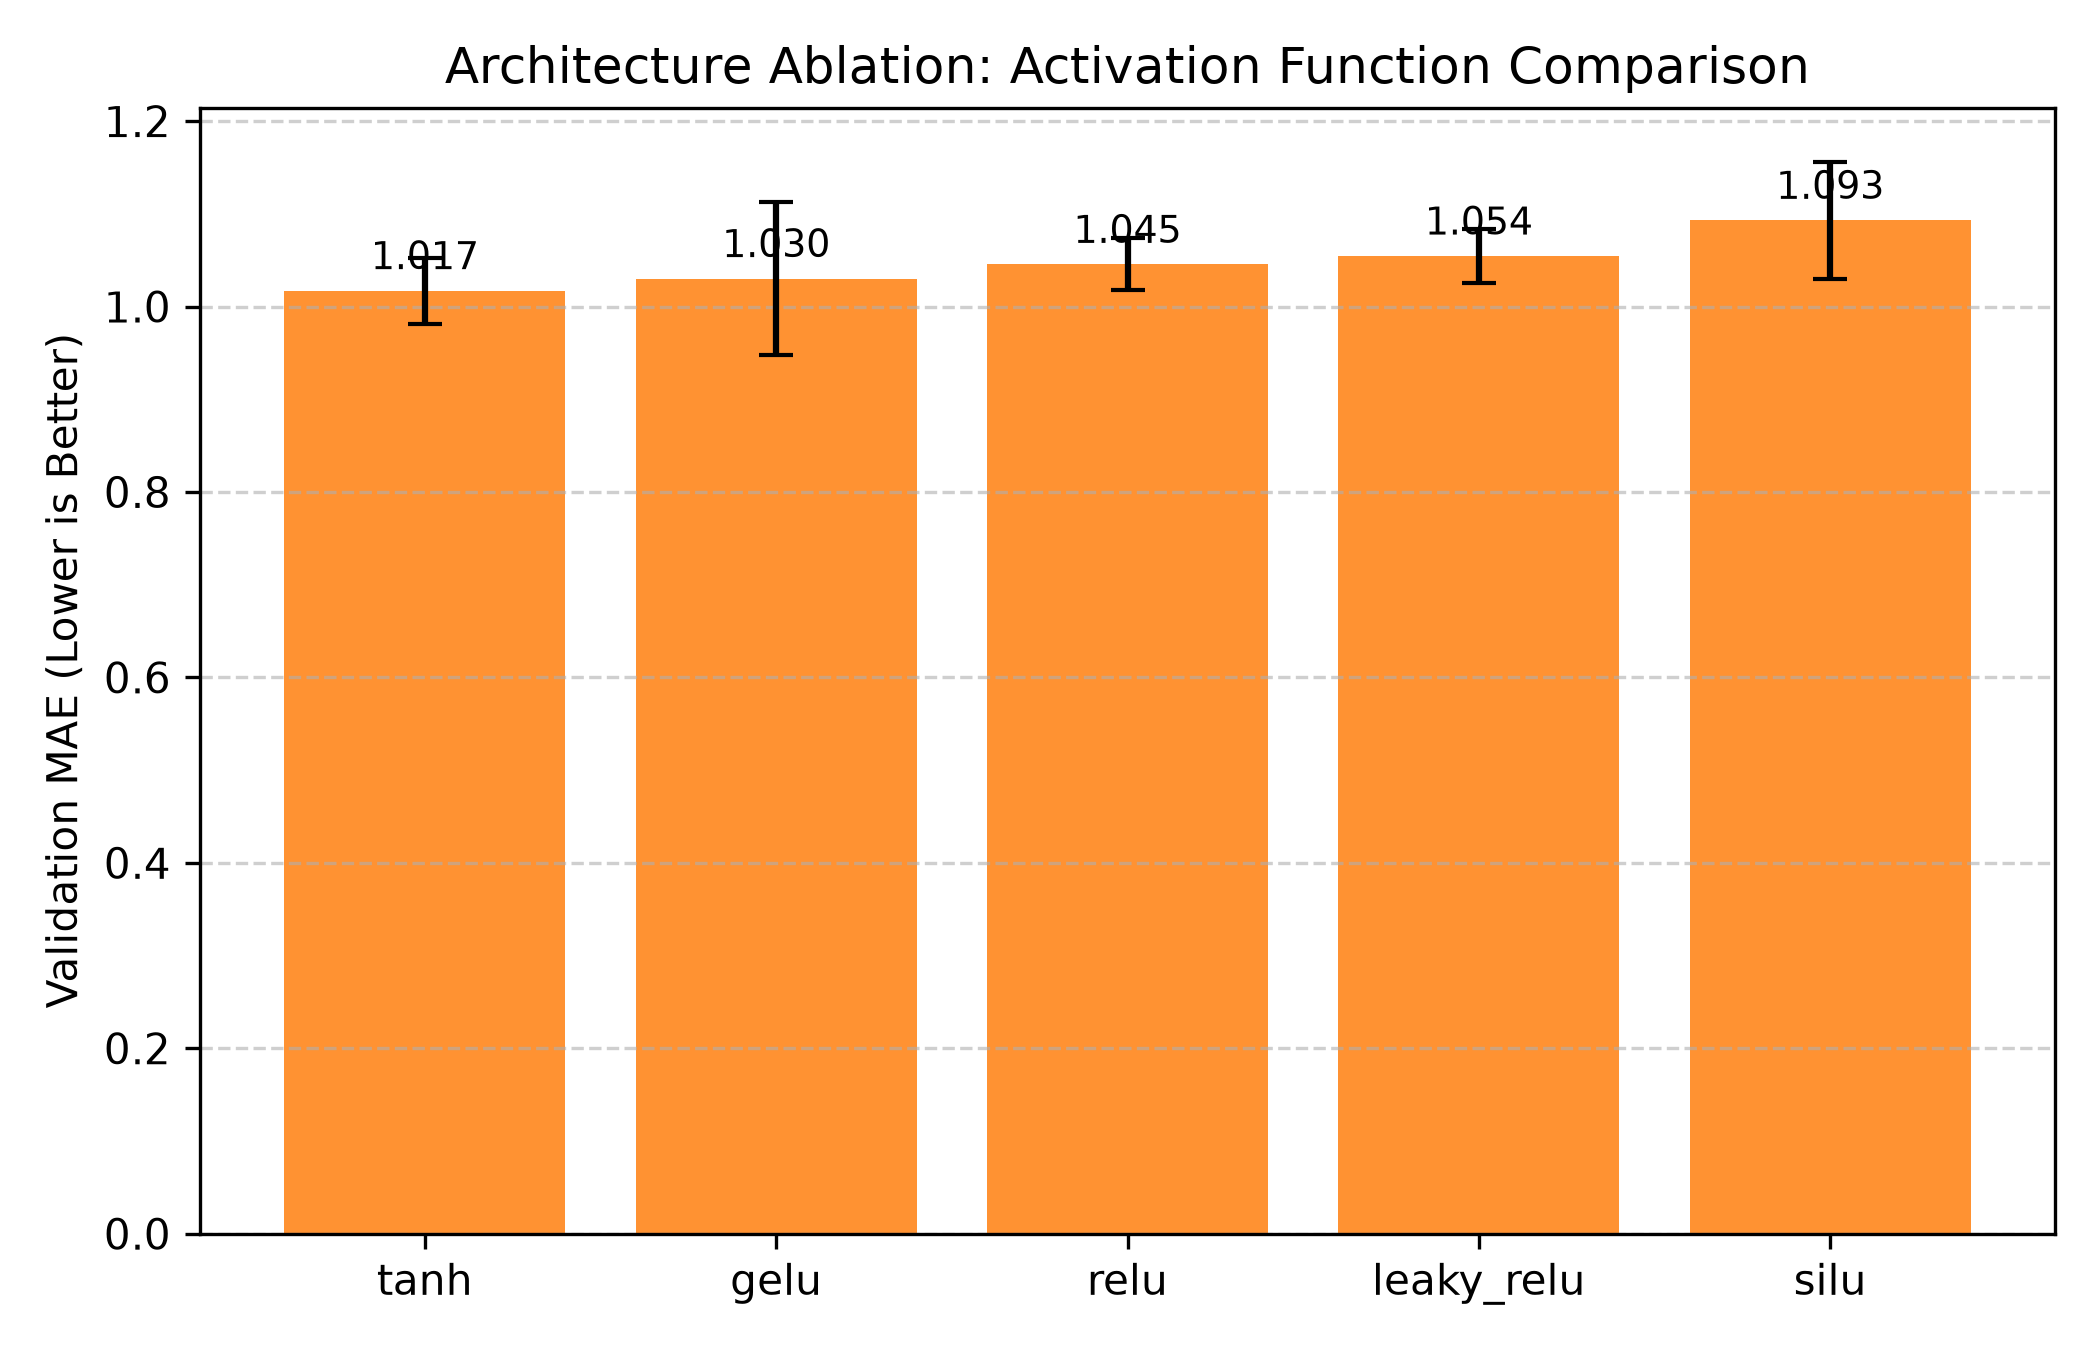 Architecture Ablation: Activation Function Comparison
Validation MAE (Lower is Better)
1.2
1.0
0.8
0.6
0.4
0.2
0.0
1.017
1.030
1.045
1.054
1.093
tanh
gelu
relu
leaky_relu
silu